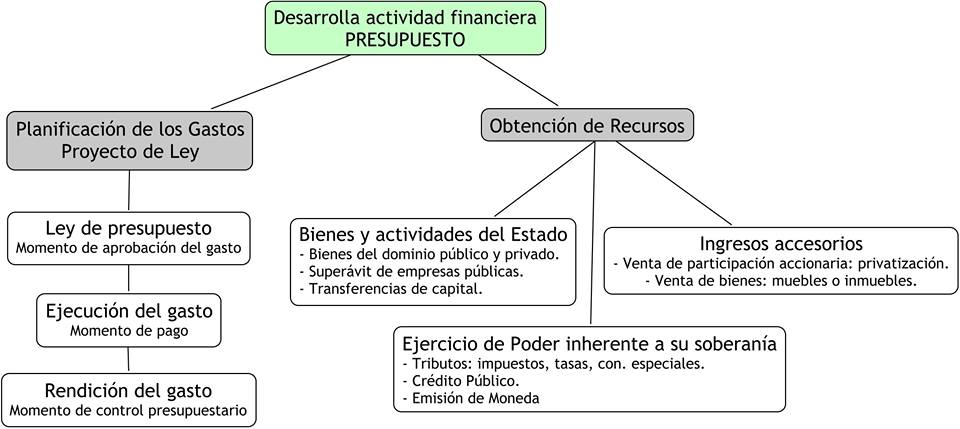 Desarrolla actividad financiera
PRESUPUESTO
Planificación de los Gastos
Proyecto de Ley
Obtención de Recursos
Ley de presupuesto
Momento de aprobación del gasto
Ejecución del gasto
Momento de pago
Rendición del gasto
Momento de control presupuestario
Bienes y actividades del Estado
- Bienes del dominio público y privado.
- Superávit de empresas públicas.
- Transferencias de capital.
Ejercicio de Poder inherente a su soberanía
- Tributos: impuestos, tasas, con. especiales.
- Crédito Público.
- Emisión de Moneda
Ingresos accesorios
- Venta de participación accionaria: privatización.
- Venta de bienes: muebles o inmuebles.